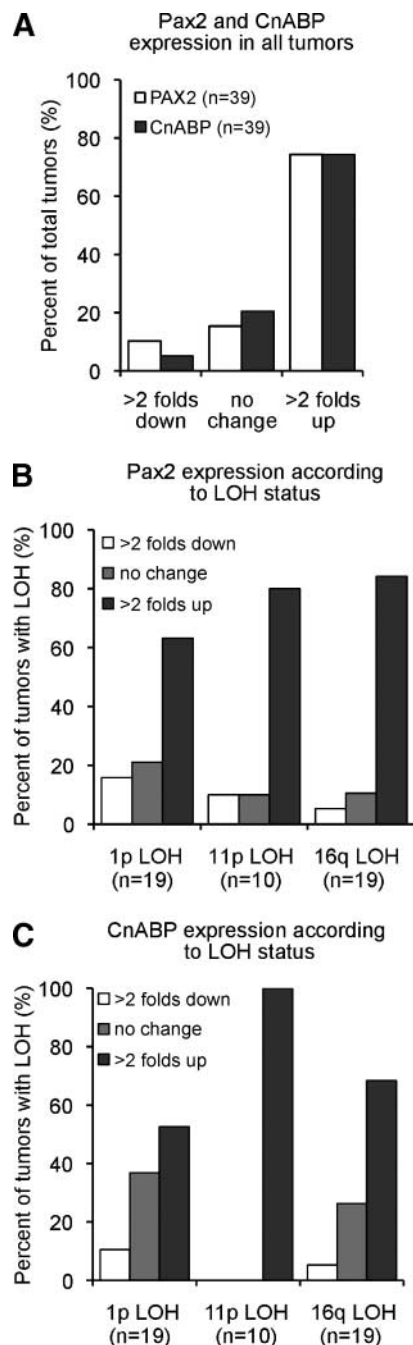 A
Pax2 and CnABP
expression in all tumors
Percent of total tumors (%)
100
80
60
40
20
0
PAX2 (n=39)
CnABP (n=39)
>2 folds
down
no
change
>2 folds
up
B
Pax2 expression according
to LOH status
Percent of tumors with LOH (%)
100
80
60
40
20
0
>2 folds down
no change
>2 folds up
1p LOH
(n=19)
11p LOH
(n=10)
16q LOH
(n=19)
C
CnABP expression according
to LOH status
Percent of tumors with LOH (%)
100
80
60
40
20
0
>2 folds down
no change
>2 folds up
1p LOH
(n=19)
11p LOH
(n=10)
16q LOH
(n=19)